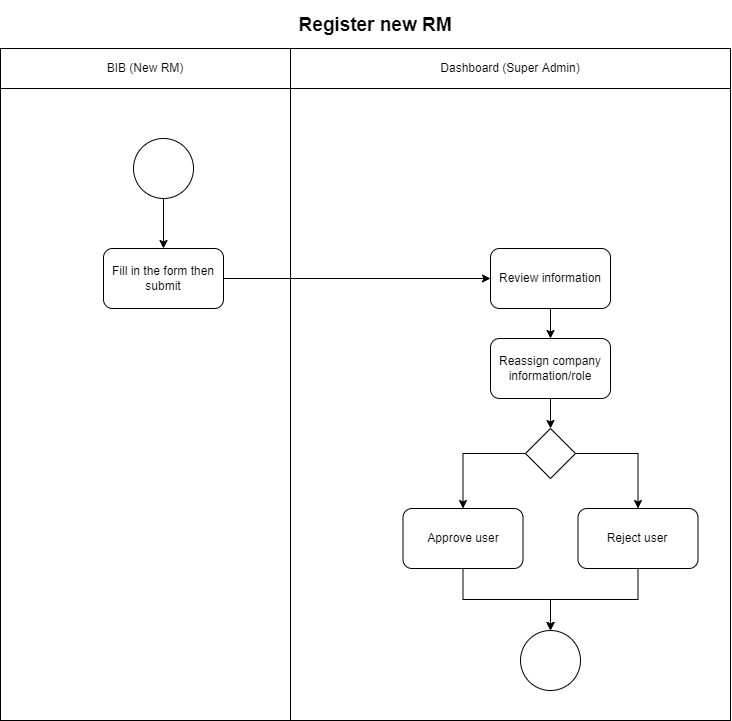 Register new RM
BIB (New RM)
Dashboard (Super Admin)
Fill in the form then
submit
Review information
Reassign company
information/role
Approve user
Reject user